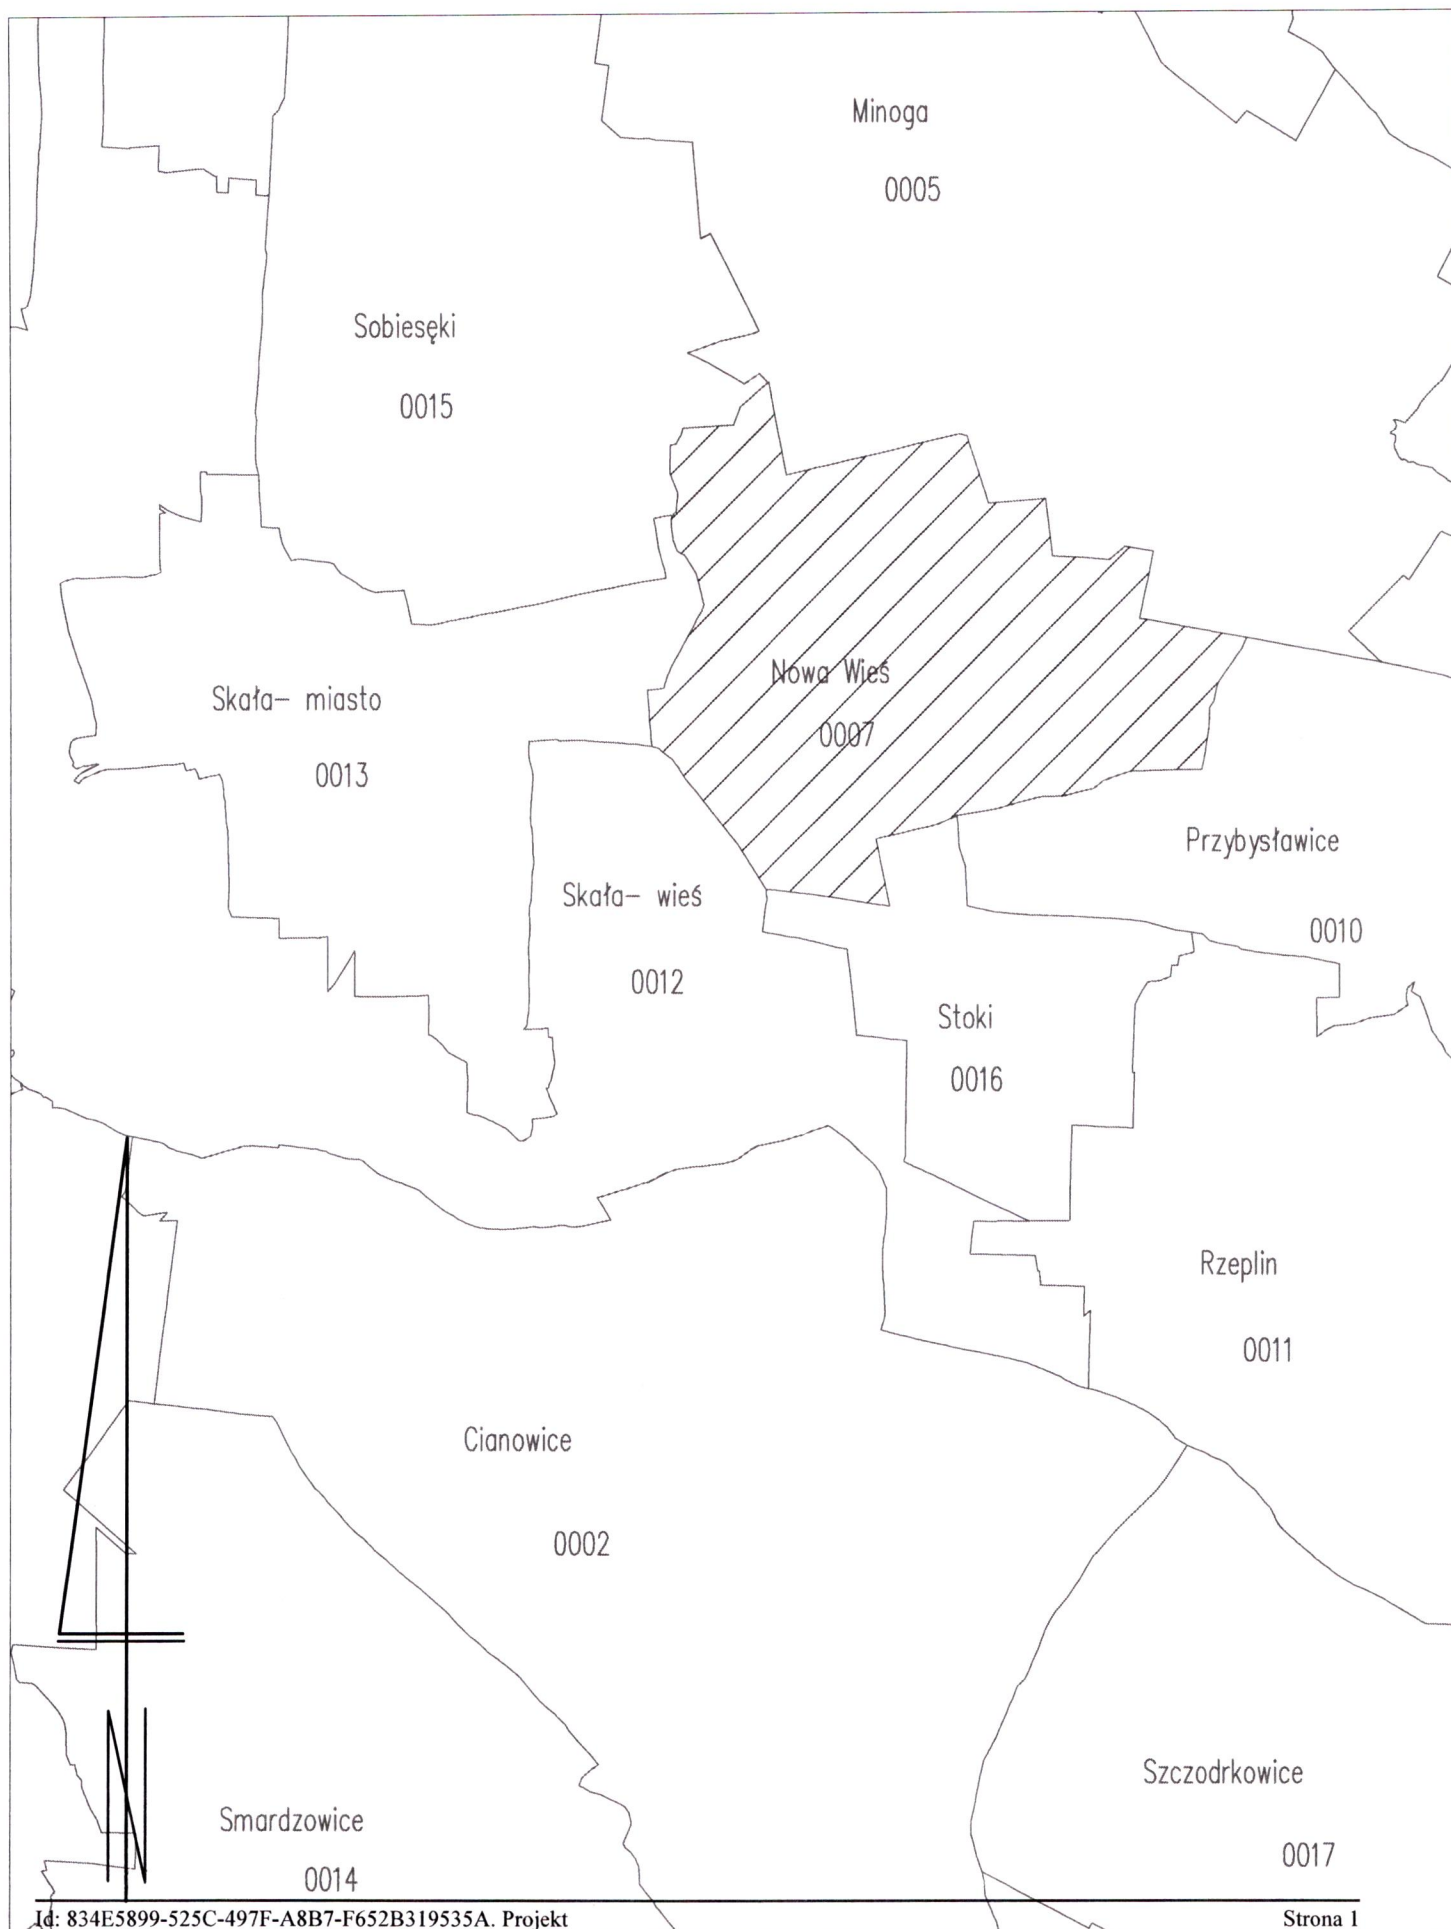 Minoga
0005
Sobiesęki
0015
Nowa Wieś
0007
Skała- miasto
0013
Przybysławice
0010
Skała- wieś
0012
Stoki
0016
Rzeplin
0011
Cianowice
0002
Szczodrkowice
0017
Smardzowice
0014
N
Id: 834E5899-525C-497F-A8B7-F652B319535A. Projekt
Strona 1